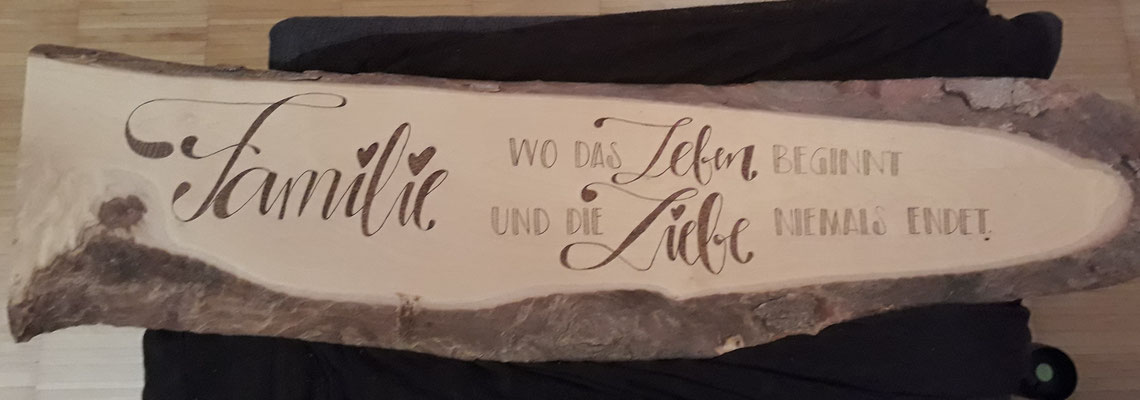 Familie
WO DAS Leben BEGINNT
UND DIE Liebe NIEMALS ENDET.